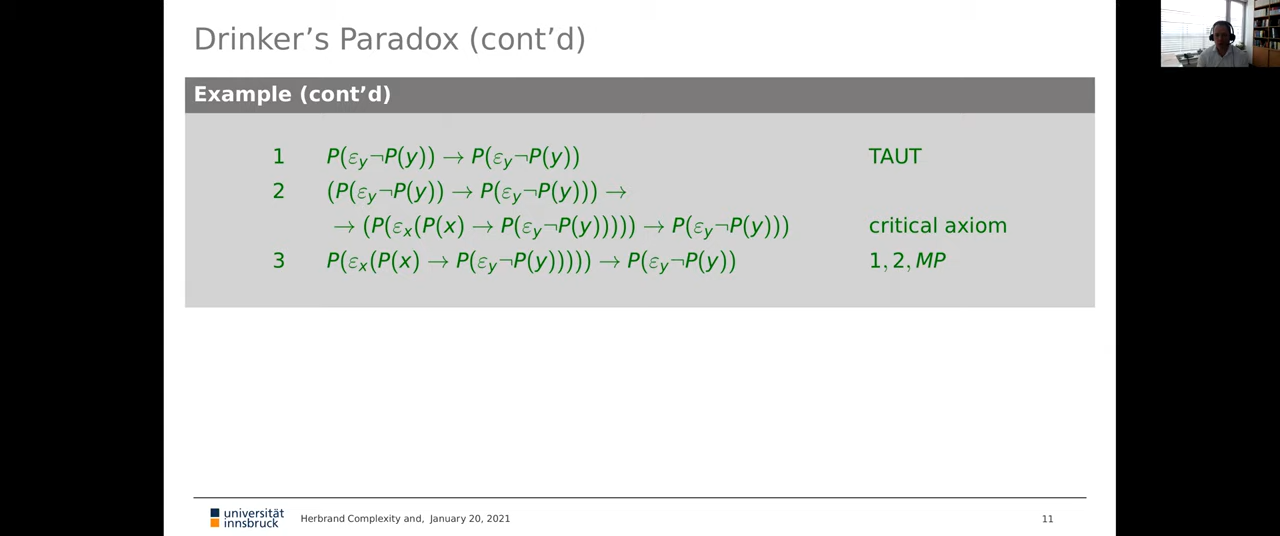 Drinker's Paradox (cont'd)
Example (cont'd)
1 P(εy¬P(y)) → P(εy¬P(y)) TAUT
2 (P(εy¬P(y)) → P(εy¬P(y))) →
→ (P(εx(P(x) → P(εy¬P(y))))) → P(εy¬P(y))) critical axiom
3 P(εx(P(x) → P(εy¬P(y))))) → P(εy¬P(y)) 1, 2, MP
universität
innsbruck
Herbrand Complexity and, January 20, 2021
11